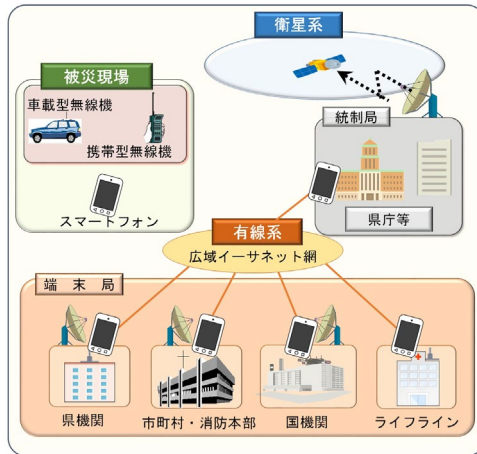 衛星系
被災現場
車載型無線機
携帯型無線機
スマートフォン
統制局
県庁等
有線系
広域イーサネット網
端末局
県機関
市町村・消防本部
国機関
ライフライン